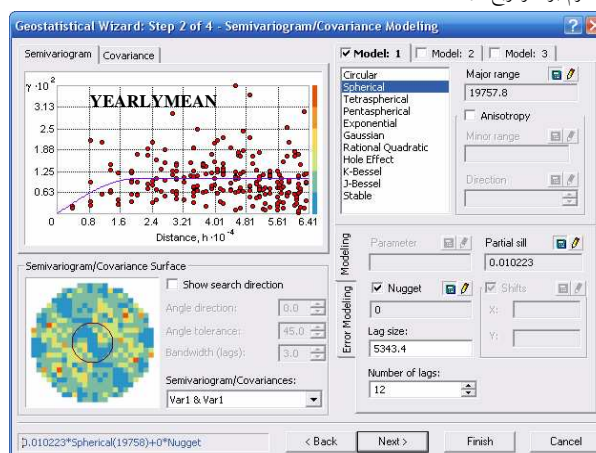 Geostatistical Wizard: Step 2 of 4 - Semivariogram/Covariance Modeling
Semivariogram
Covariance
γ·10²
3.13
2.5
1.88
1.25
0.63
YEARLYMEAN
0 0.8 1.6 2.4 3.21 4.01 4.81 5.61 6.41
Distance, h·10⁻⁴
Semivariogram/Covariance Surface
Show search direction
Angle direction: 0.0
Angle tolerance: 45.0
Bandwidth (lags): 3.0
Semivariogram/Covariances:
Var1 & Var1
Model: 1
Model: 2
Model: 3
Circular
Spherical
Tetraspherical
Pentaspherical
Exponential
Gaussian
Rational Quadratic
Hole Effect
K-Bessel
J-Bessel
Stable
Major range
19757.8
Anisotropy
Minor range
Direction
Modeling
Error Modeling
Parameter
Partial sill
0.010223
Nugget
0
Shifts
X:
Y:
Lag size:
5343.4
Number of lags:
12
0.010223*Spherical(19758)+0*Nugget
< Back
Next >
Finish
Cancel